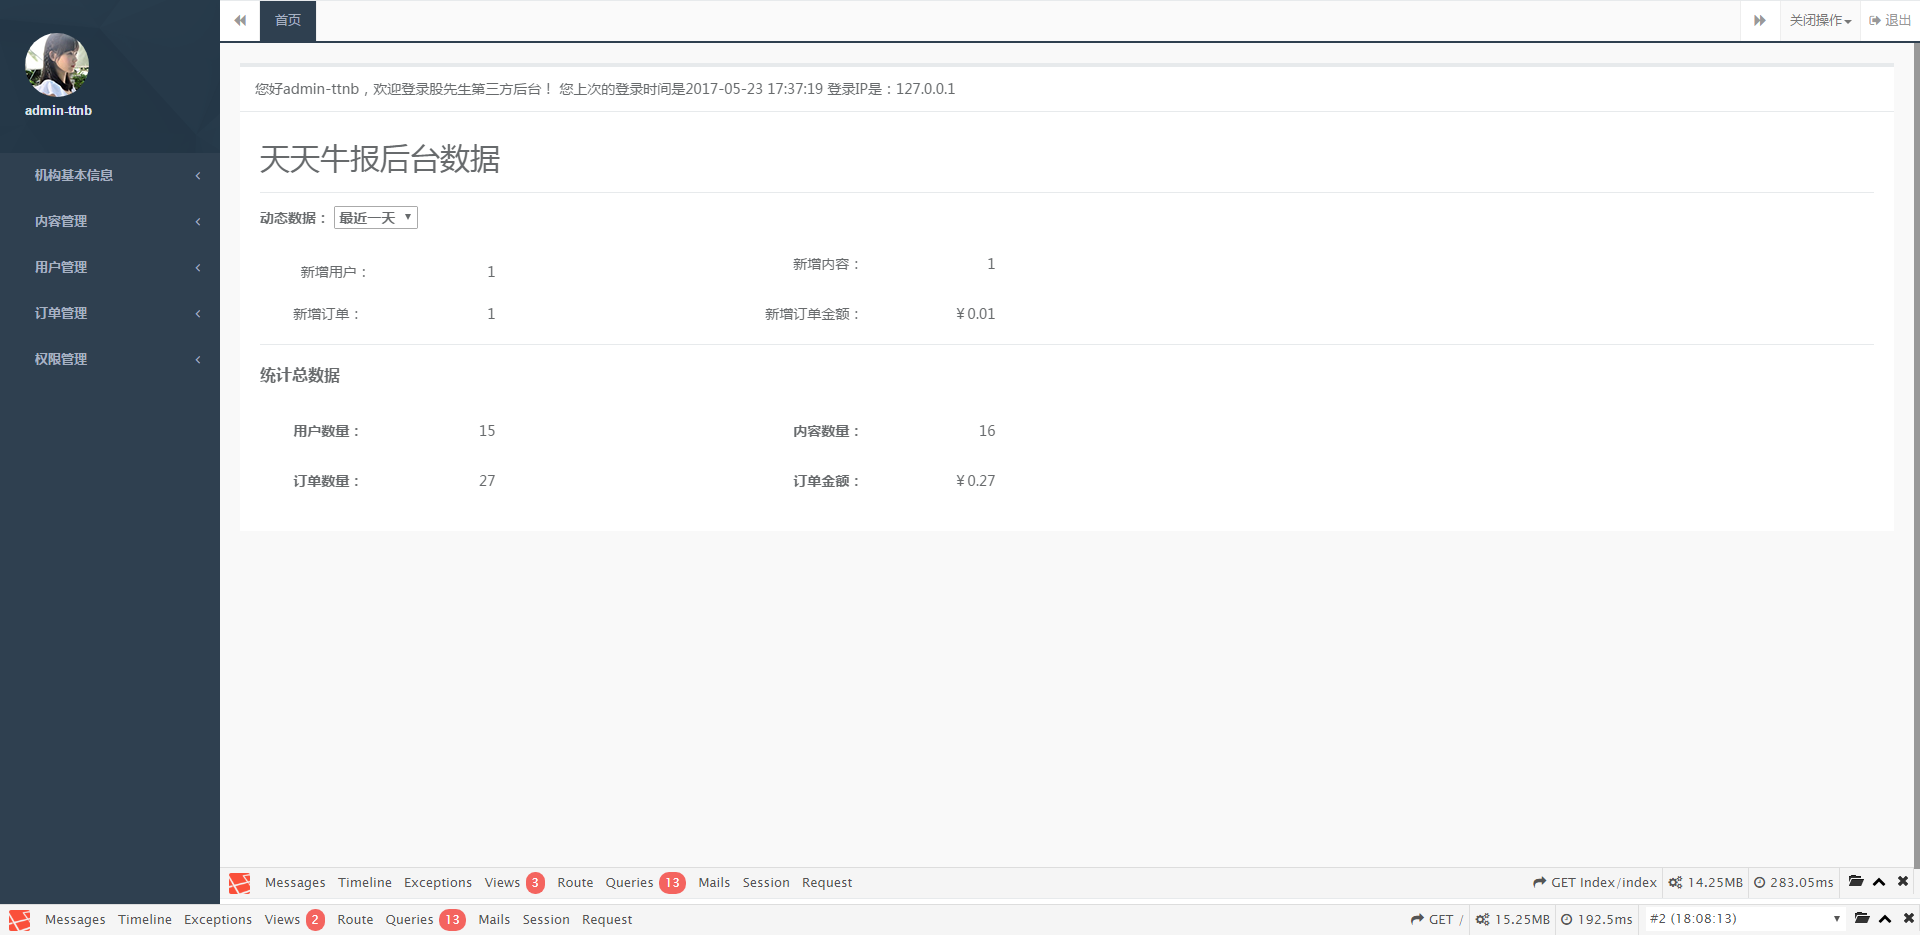 首页
关闭操作
退出
admin-ttnb
机构基本信息
内容管理
用户管理
订单管理
权限管理
您好admin-ttnb，欢迎登录股先生第三方后台！ 您上次的登录时间是2017-05-23 17:37:19 登录IP是：127.0.0.1
天天牛报后台数据
动态数据： 最近一天
新增用户： 1 新增内容： 1
新增订单： 1 新增订单金额： ¥0.01
统计总数据
用户数量： 15 内容数量： 16
订单数量： 27 订单金额： ¥0.27
Messages Timeline Exceptions Views 3 Route Queries 13 Mails Session Request GET Index/index 14.25MB 283.05ms
Messages Timeline Exceptions Views 2 Route Queries 13 Mails Session Request GET / 15.25MB 192.5ms #2 (18:08:13)